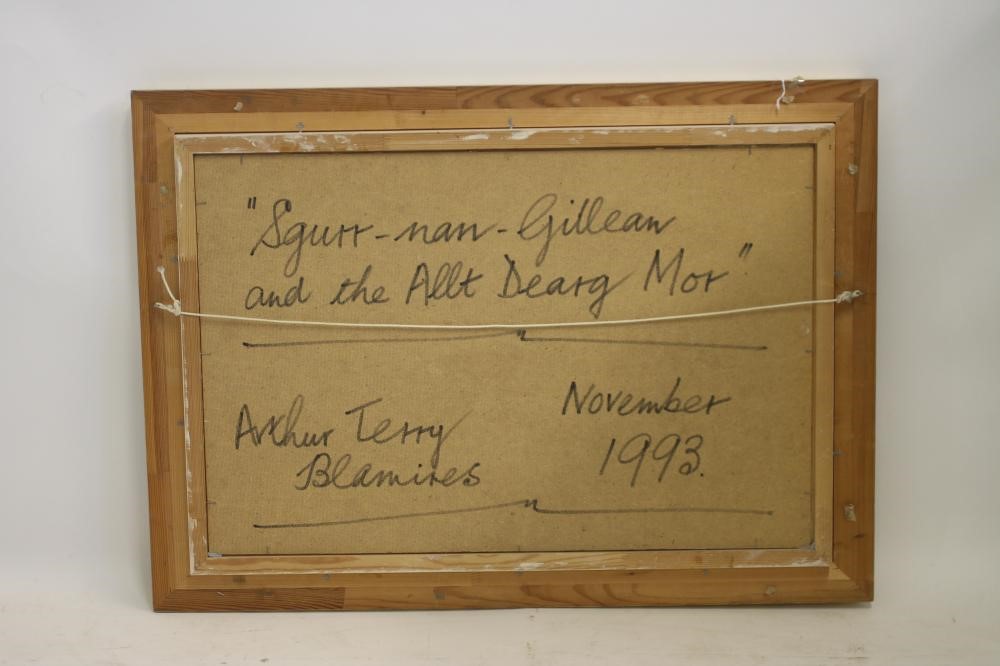 "Sgurr-nan-Gillean
and the Allt Dearg Mor"
Arthur Terry
Blamires
November
1993.